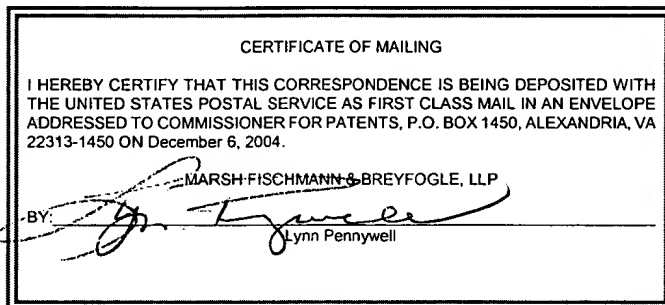 CERTIFICATE OF MAILING
I HEREBY CERTIFY THAT THIS CORRESPONDENCE IS BEING DEPOSITED WITH
THE UNITED STATES POSTAL SERVICE AS FIRST CLASS MAIL IN AN ENVELOPE
ADDRESSED TO COMMISSIONER FOR PATENTS, P.O. BOX 1450, ALEXANDRIA, VA
22313-1450 ON December 6, 2004.
MARSH FISCHMANN & BREYFOGLE, LLP
BY:
Lynn Pennywell